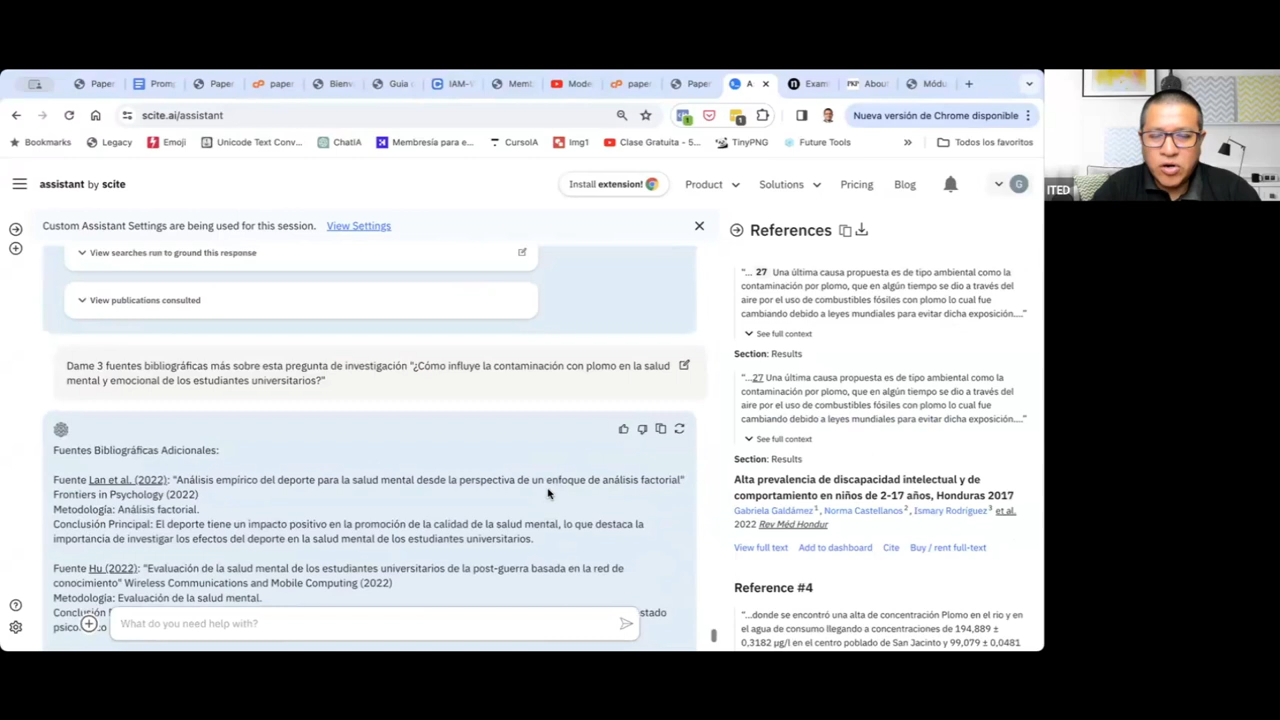 Paper
Prom
Paper
paper
Bienv
Guia
IAM-
Memb
Mode
paper
Paper
A
Exam
PKP Abou
Módu
scite.ai/assistant
Nueva versión de Chrome disponible
Bookmarks
Legacy
Emoji
Unicode Text Conv...
ChatIA
Membresía para e...
CursoIA
Img1
Clase Gratuita - 5...
TinyPNG
Future Tools
»
Todos los favoritos
assistant by scite
Install extension!
Product
Solutions
Pricing
Blog
G
ITED
Custom Assistant Settings are being used for this session. View Settings
View searches run to ground this response
View publications consulted
Dame 3 fuentes bibliográficas más sobre esta pregunta de investigación "¿Cómo influye la contaminación con plomo en la salud
mental y emocional de los estudiantes universitarios?"
Fuentes Bibliográficas Adicionales:
Fuente Lan et al. (2022): "Análisis empírico del deporte para la salud mental desde la perspectiva de un enfoque de análisis factorial"
Frontiers in Psychology (2022)
Metodología: Análisis factorial.
Conclusión Principal: El deporte tiene un impacto positivo en la promoción de la calidad de la salud mental, lo que destaca la
importancia de investigar los efectos del deporte en la salud mental de los estudiantes universitarios.
Fuente Hu (2022): "Evaluación de la salud mental de los estudiantes universitarios de la post-guerra basada en la red de
conocimiento" Wireless Communications and Mobile Computing (2022)
Metodología: Evaluación de la salud mental.
What do you need help with?
References
"... 27 Una última causa propuesta es de tipo ambiental como la
contaminación por plomo, que en algún tiempo se dio a través del
aire por el uso de combustibles fósiles con plomo lo cual fue
cambiando debido a leyes mundiales para evitar dicha exposición...."
See full context
Section: Results
"...27 Una última causa propuesta es de tipo ambiental como la
contaminación por plomo, que en algún tiempo se dio a través del
aire por el uso de combustibles fósiles con plomo lo cual fue
cambiando debido a leyes mundiales para evitar dicha exposición...."
See full context
Section: Results
Alta prevalencia de discapacidad intelectual y de
comportamiento en niños de 2-17 años, Honduras 2017
Gabriela Galdámez1, Norma Castellanos2, Ismary Rodríguez3 et al.
2022 Rev Méd Hondur
View full text Add to dashboard Cite Buy / rent full-text
Reference #4
"...donde se encontró una alta de concentración Plomo en el rio y en
el agua de consumo llegando a concentraciones de 194,889 ±
0,3182 µg/l en el centro poblado de San Jacinto y 99,079 ± 0,0481